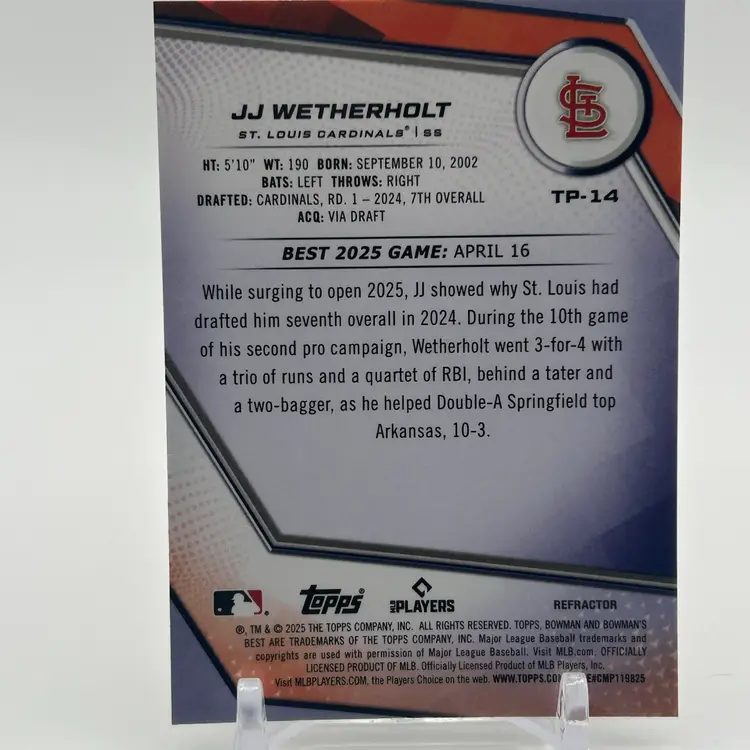 JJ WETHERHOLT
ST. LOUIS CARDINALS® | SS
STL
HT: 5'10" WT: 190 BORN: SEPTEMBER 10, 2002
BATS: LEFT THROWS: RIGHT
DRAFTED: CARDINALS, RD. 1 – 2024, 7TH OVERALL
ACQ: VIA DRAFT
TP-14
BEST 2025 GAME: APRIL 16
While surging to open 2025, JJ showed why St. Louis had
drafted him seventh overall in 2024. During the 10th game
of his second pro campaign, Wetherholt went 3-for-4 with
a trio of runs and a quartet of RBI, behind a tater and
a two-bagger, as he helped Double-A Springfield top
Arkansas, 10-3.
topps®
MLB PLAYERS
REFRACTOR
®, TM & © 2025 THE TOPPS COMPANY, INC. ALL RIGHTS RESERVED. TOPPS, BOWMAN AND BOWMAN'S
BEST ARE TRADEMARKS OF THE TOPPS COMPANY, INC. Major League Baseball trademarks and
copyrights are used with permission of Major League Baseball. Visit MLB.com. OFFICIALLY
LICENSED PRODUCT OF MLB. Officially Licensed Product of MLB Players, Inc.
Visit MLBPLAYERS.COM, the Players Choice on the web. WWW.TOPPS.CO E#CMP119825